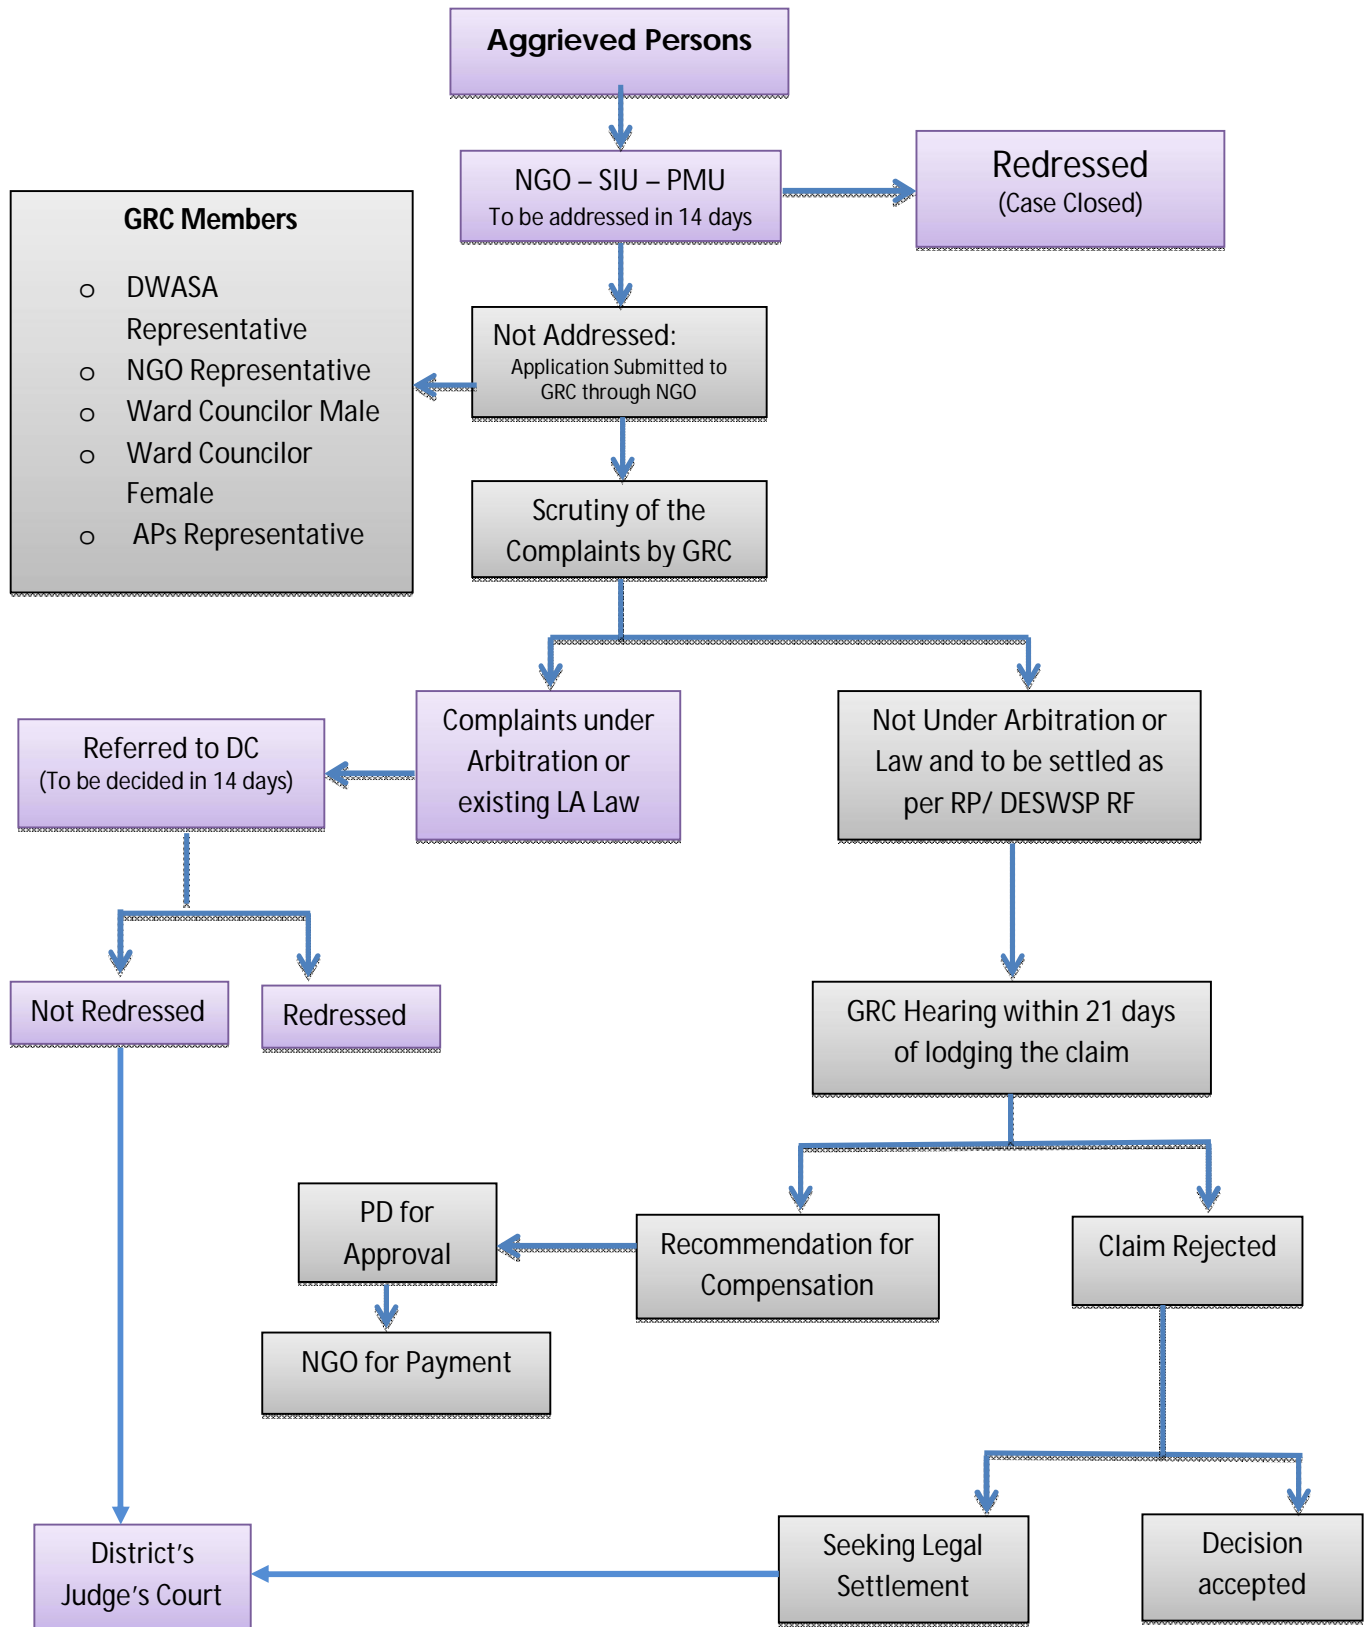 Aggrieved Persons
NGO – SIU – PMU
To be addressed in 14 days
Redressed
(Case Closed)
GRC Members
o DWASA
Representative
o NGO Representative
o Ward Councilor Male
o Ward Councilor
Female
o APs Representative
Not Addressed:
Application Submitted to
GRC through NGO
Scrutiny of the
Complaints by GRC
Referred to DC
(To be decided in 14 days)
Complaints under
Arbitration or
existing LA Law
Not Under Arbitration or
Law and to be settled as
per RP/ DESWSP RF
Not Redressed
Redressed
GRC Hearing within 21 days
of lodging the claim
PD for
Approval
Recommendation for
Compensation
Claim Rejected
NGO for Payment
District's
Judge's Court
Seeking Legal
Settlement
Decision
accepted